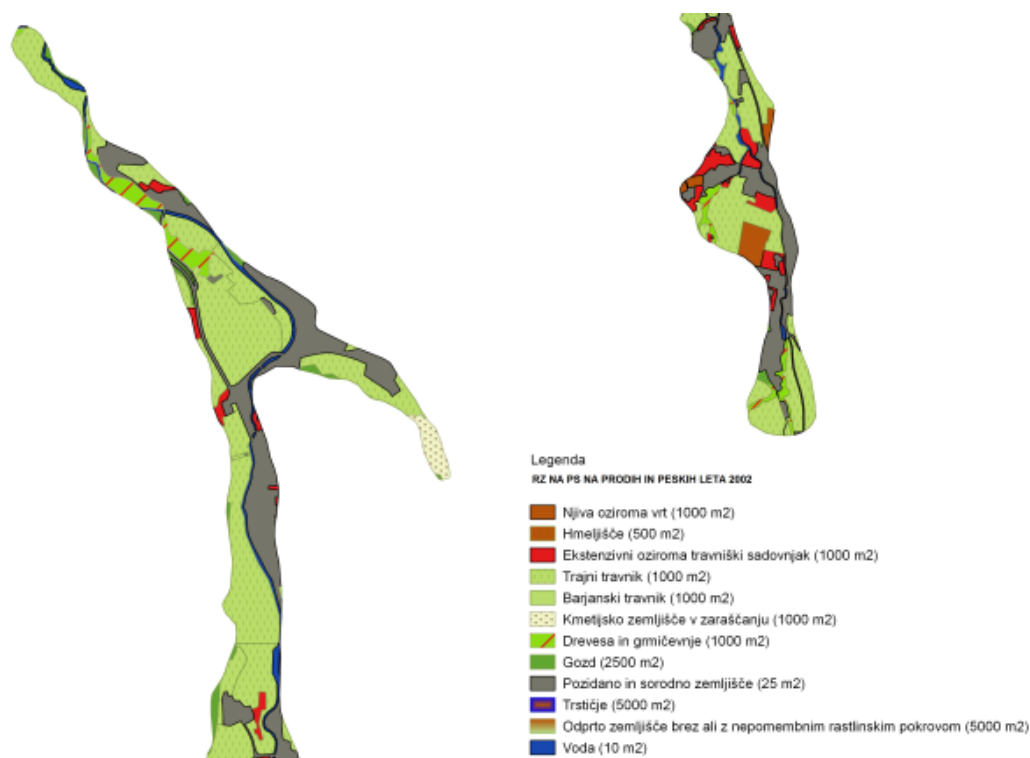 Legenda
RZ NA PS NA PRODIH IN PESKIH LETA 2002
Njiva oziroma vrt (1000 m2)
Hmeljišče (500 m2)
Ekstenzivni oziroma travniški sadovnjak (1000 m2)
Trajni travnik (1000 m2)
Barjanski travnik (1000 m2)
Kmetijsko zemljišče v zaraščanju (1000 m2)
Drevesa in grmičevnje (1000 m2)
Gozd (2500 m2)
Pozidano in sorodno zemljišče (25 m2)
Trstičje (5000 m2)
Odprto zemljišče brez ali z nepomembnim rastlinskim pokrovom (5000 m2)
Voda (10 m2)